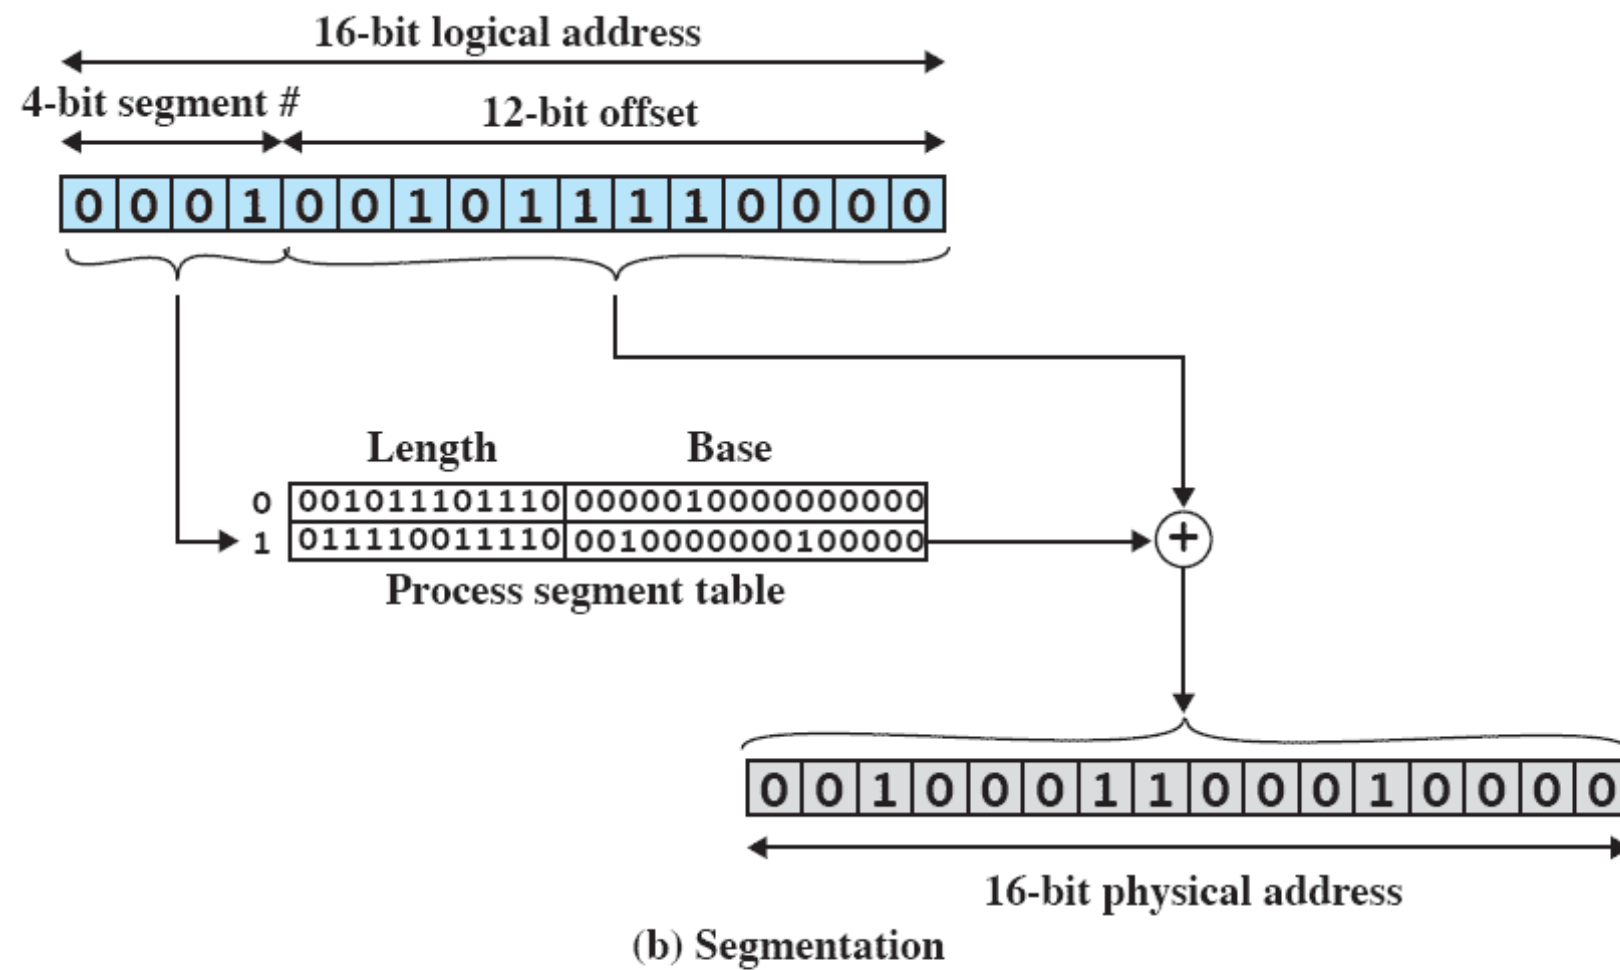 16-bit logical address
4-bit segment #
12-bit offset
0 0 0 1 0 0 1 0 1 1 1 1 0 0 0 0
Length Base
0 001011101110 0000010000000000
1 011110011110 0010000000100000
Process segment table
+
0 0 1 0 0 0 1 1 0 0 0 1 0 0 0 0
16-bit physical address
(b) Segmentation